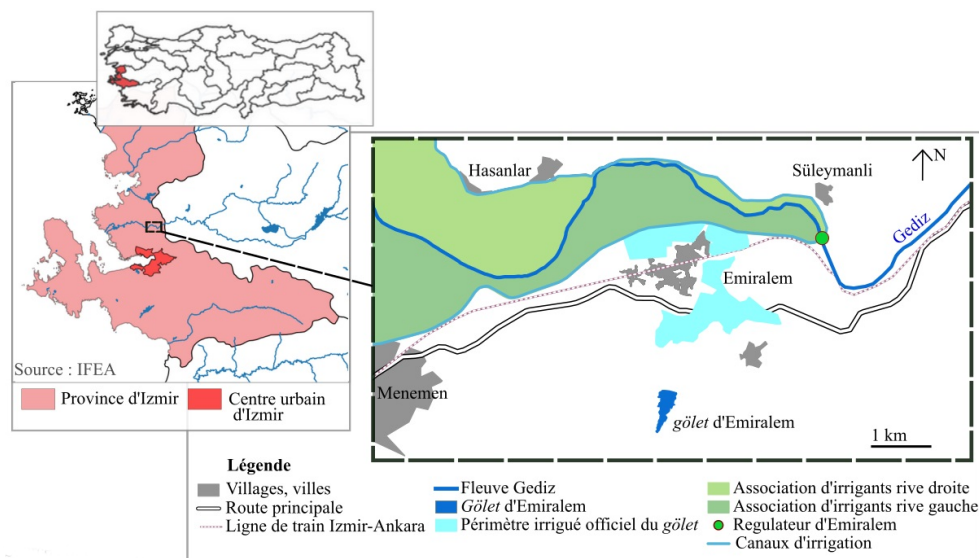 Hasanlar
Süleymanli
N
Gediz
Emiralem
Source : IFEA
Menemen
gölet d'Emiralem
1 km
Province d'Izmir
Centre urbain
d'Izmir
Légende
Villages, villes
Route principale
Ligne de train Izmir-Ankara
Fleuve Gediz
Gölet d'Emiralem
Périmètre irrigué officiel du gölet
Association d'irrigants rive droite
Association d'irrigants rive gauche
Regulateur d'Emiralem
Canaux d'irrigation